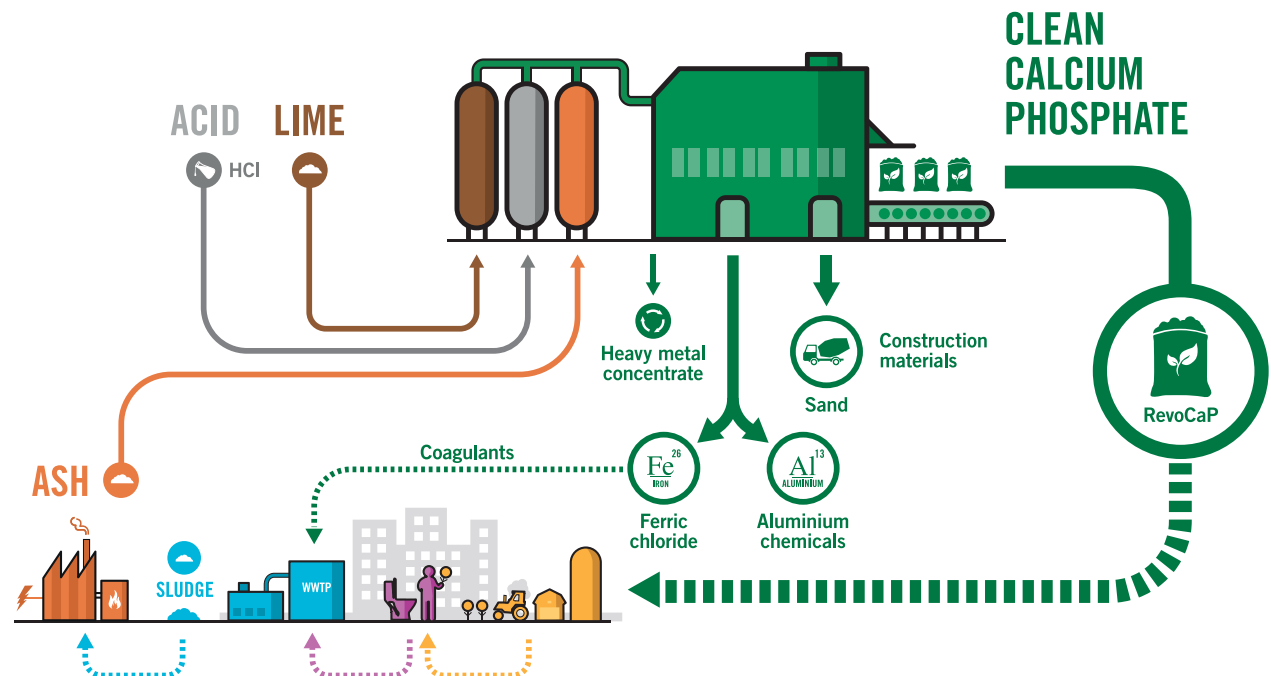 CLEAN
CALCIUM
PHOSPHATE
ACID
LIME
HCl
Heavy metal
concentrate
Construction
materials
Sand
RevoCaP
Coagulants
Fe 26
IRON
Al 13
ALUMINIUM
Ferric
chloride
Aluminium
chemicals
ASH
SLUDGE
WWTP